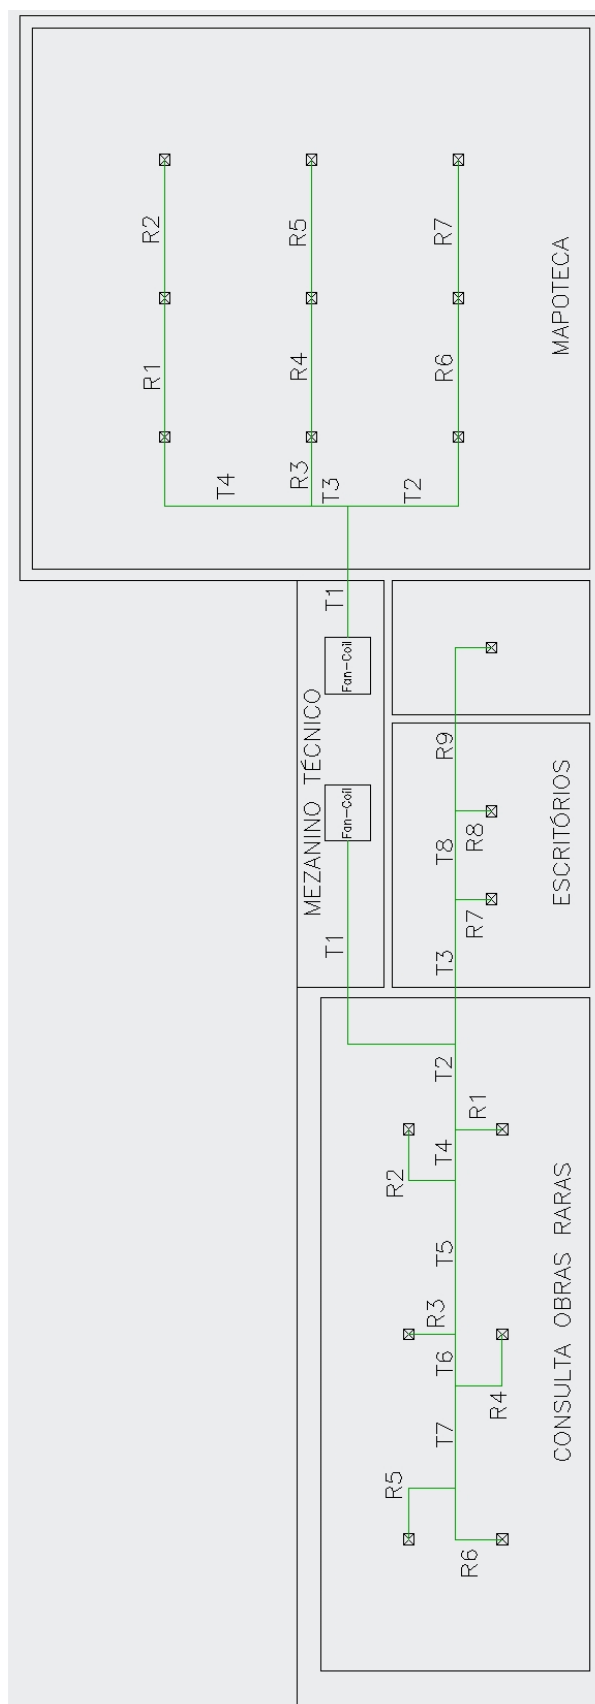 R2
R5
R7
R1
R4
R6
T4
R3
T3
T2
MAPOTECA
T1
Fan-Coil
MEZANINO TÉCNICO
Fan-Coil
T1
R9
T8
R8
R7
T3
ESCRITÓRIOS
T2
R1
T4
R2
T5
R3
T6
R4
T7
R5
R6
CONSULTA OBRAS RARAS